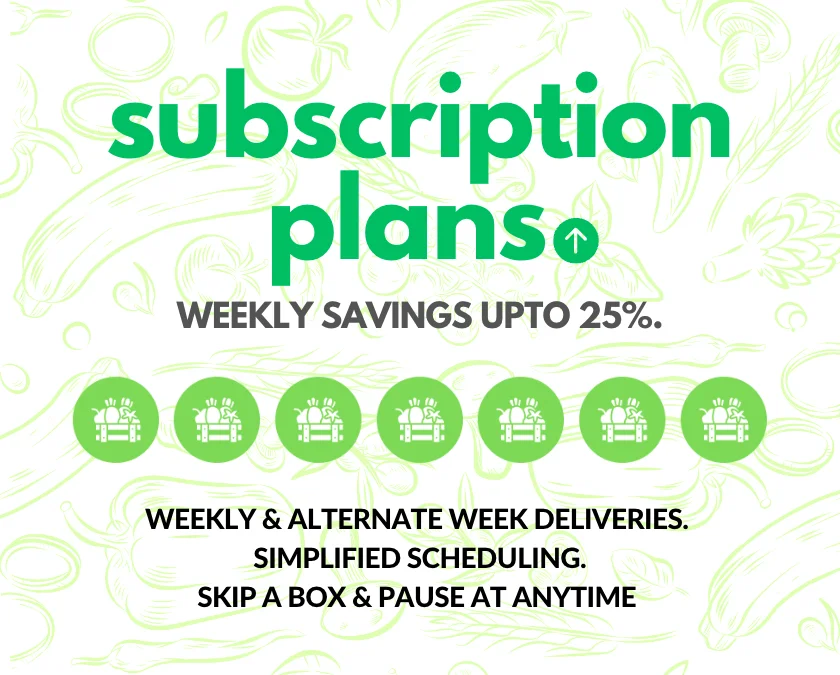 subscription
plans
WEEKLY SAVINGS UPTO 25%.
WEEKLY & ALTERNATE WEEK DELIVERIES.
SIMPLIFIED SCHEDULING.
SKIP A BOX & PAUSE AT ANYTIME